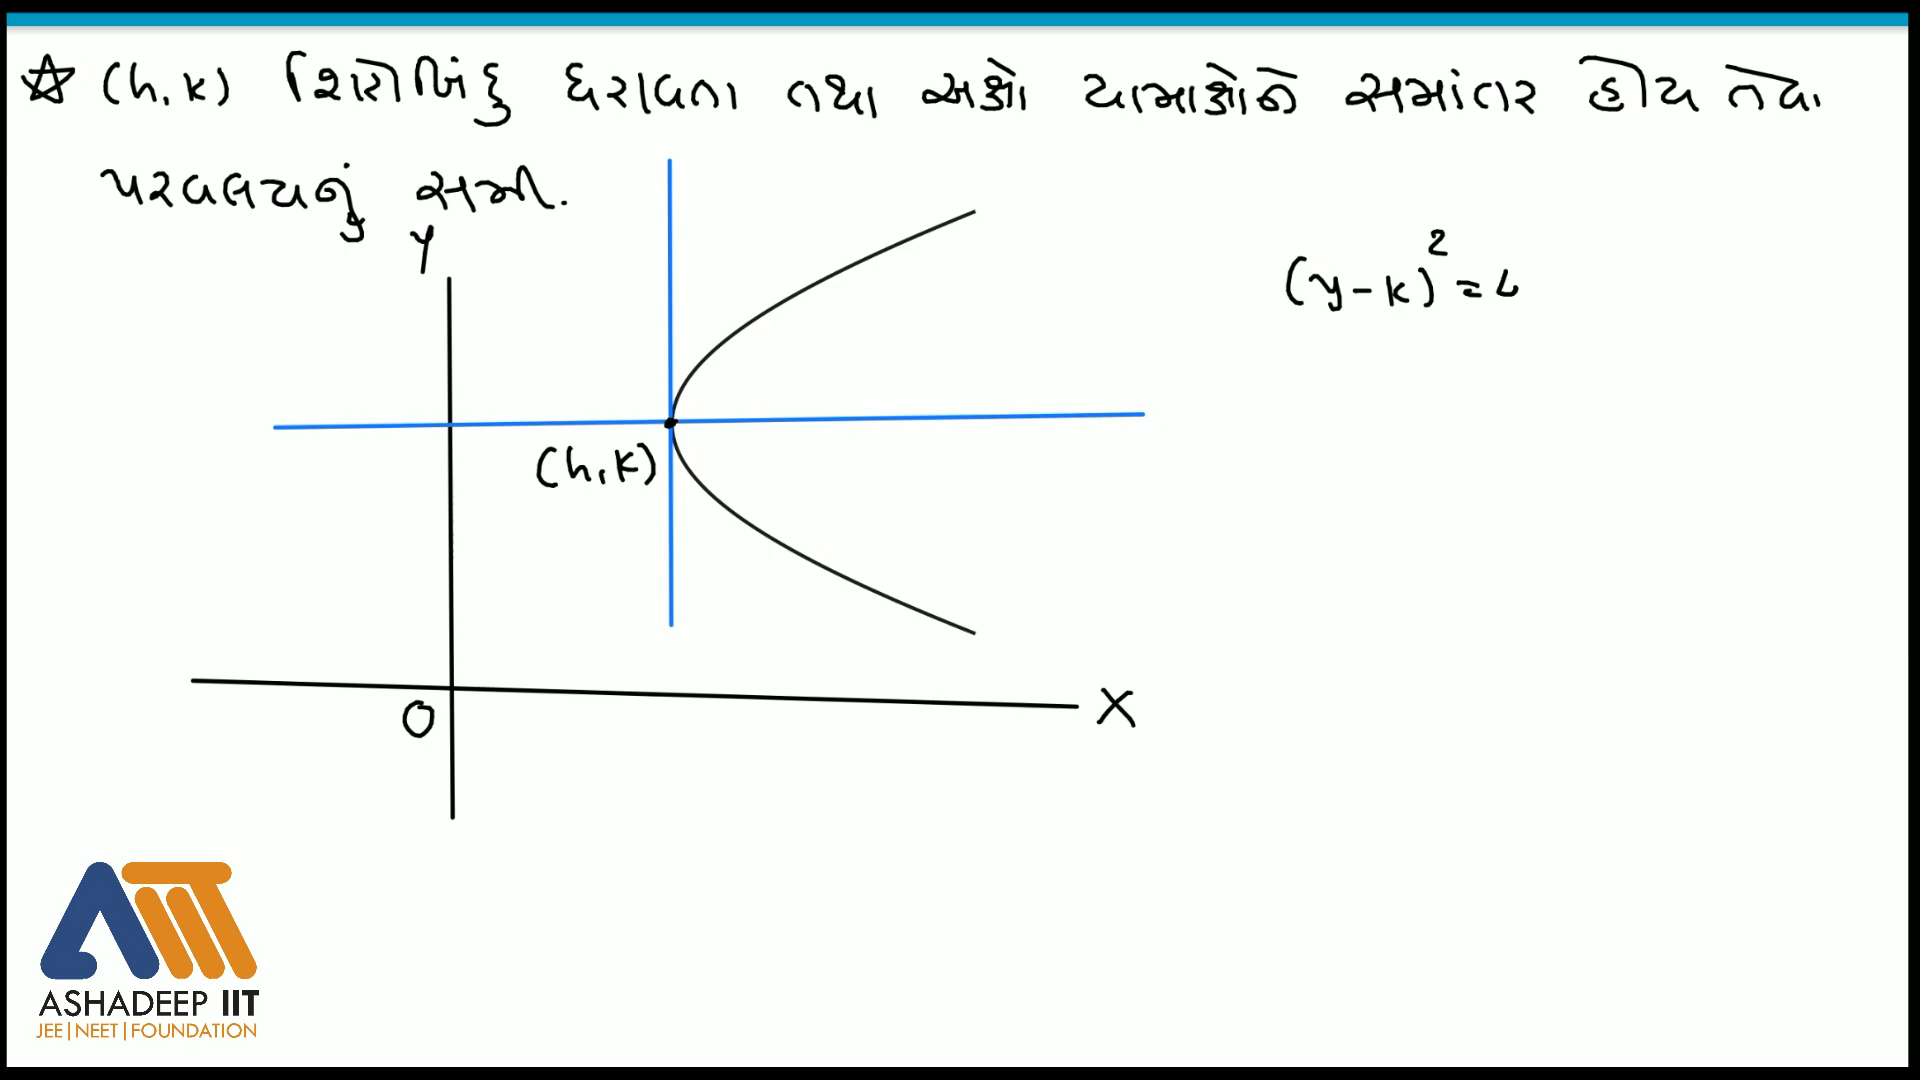 ☆ (h,k) શિરોબિંદુ ધરાવતા તથા અક્ષો યામાક્ષોને સમાંતર હોય તેવા
પરવલયનું સમી.
Y
(y-k)² = 4
(h,k)
O
X
ASHADEEP IIT
JEE|NEET|FOUNDATION